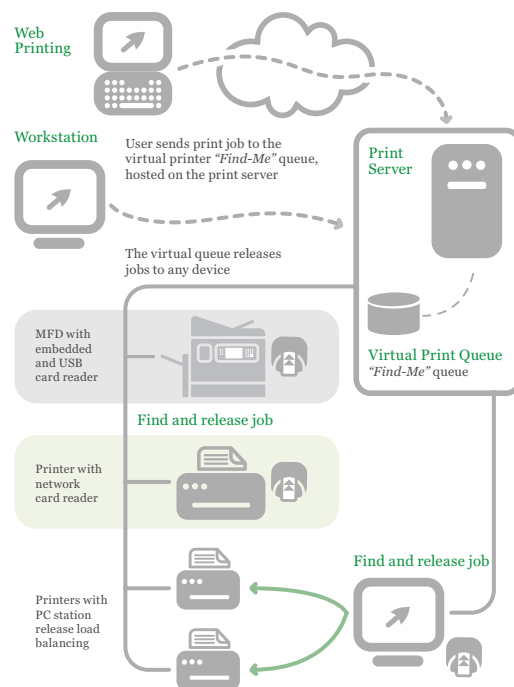 Web
Printing
Workstation
User sends print job to the
virtual printer “Find-Me” queue,
hosted on the print server
Print
Server
The virtual queue releases
jobs to any device
Virtual Print Queue
“Find-Me” queue
MFD with
embedded
and USB
card reader
Find and release job
Printer with
network
card reader
Find and release job
Printers with
PC station
release load
balancing